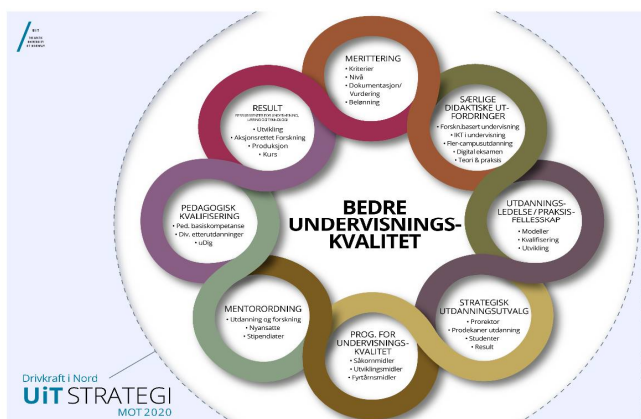 UiT
MERITTERING
• Kriterier
• Nivå
• Dokumentasjon/
Vurdering
• Belønning
SÆRLIGE
DIDAKTISKE UT-
FORDRINGER
• Forskn.basert undervisning
• IKT i undervisning
• Fler-campusutdanning
• Digital eksamen
• Teori & praksis
UTDANNINGS-
LEDELSE/PRAKSIS-
FELLESSKAP
• Modeller
• Kvalifisering
• Utvikling
STRATEGISK
UTDANNINGSUTVALG
• Prorektor
• Prodekaner utdanning
• Studenter
• Result
PROG. FOR
UNDERVISNINGS-
KVALITET
• Såkornmidler
• Utviklingsmidler
• Fyrtårnsmidler
MENTORORDNING
• Utdanning og forskning
• Nyansatte
• Stipendiater
PEDAGOGISK
KVALIFISERING
• Ped. basiskompetanse
• Div. etterutdanninger
• uDig
RESULT
• Utvikling
• Aksjonsrettet Forskning
• Produksjon
• Kurs
BEDRE
UNDERVISNINGS-
KVALITET
Drivkraft i Nord
UiT STRATEGI
MOT 2020